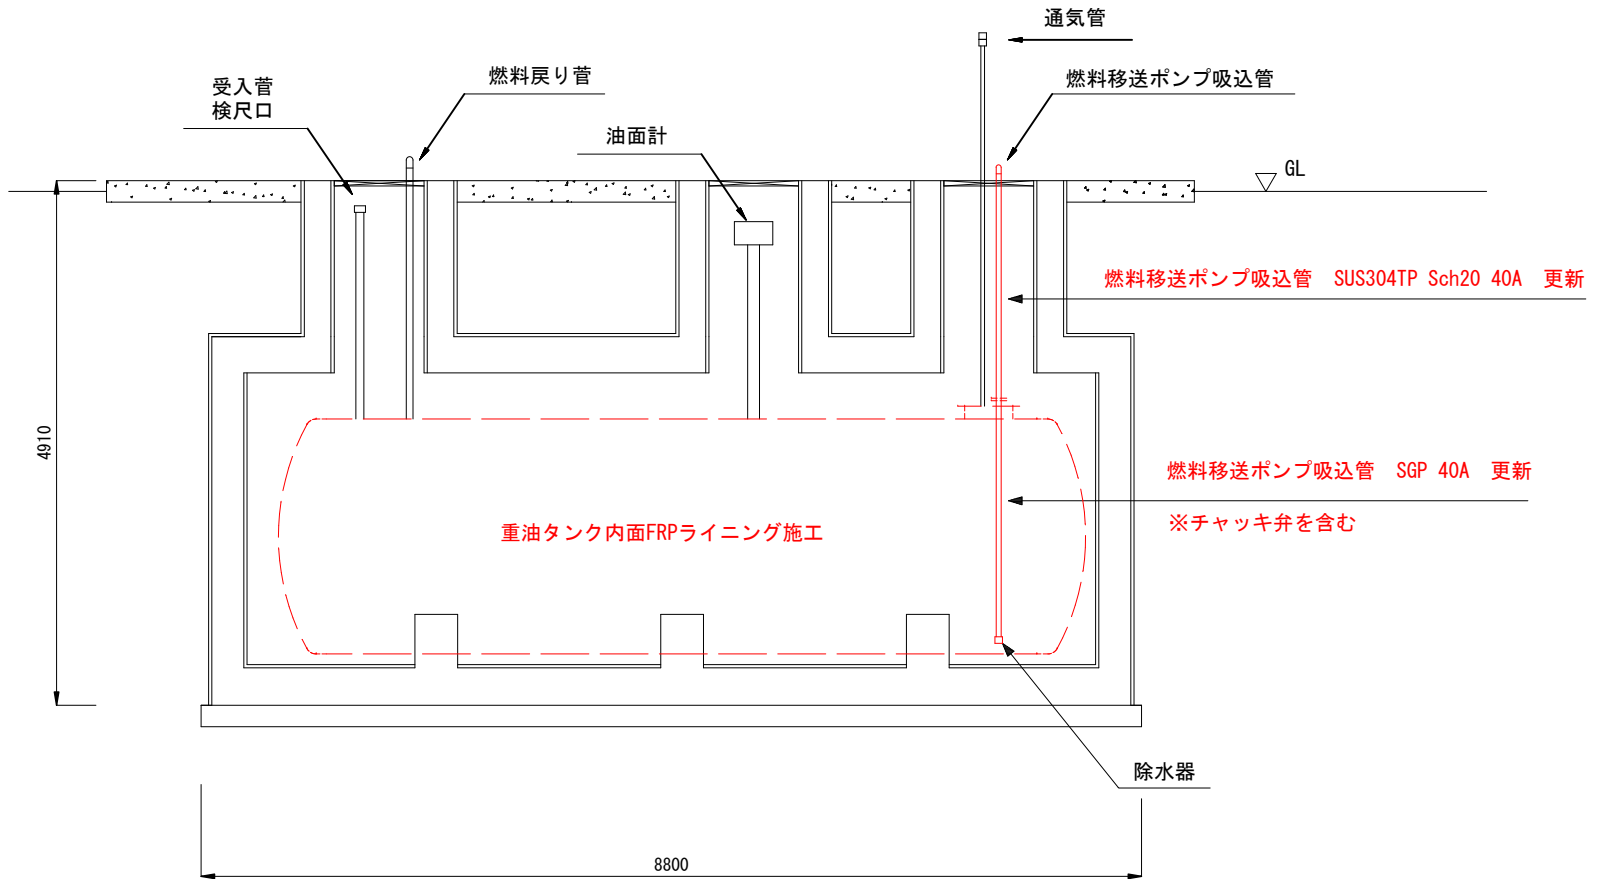 通気管
燃料戻り菅
受入菅
検尺口
燃料移送ポンプ吸込管
油面計
GL
燃料移送ポンプ吸込管 SUS304TP Sch20 40A 更新
4910
燃料移送ポンプ吸込管 SGP 40A 更新
※チャッキ弁を含む
重油タンク内面FRPライニング施工
除水器
8800